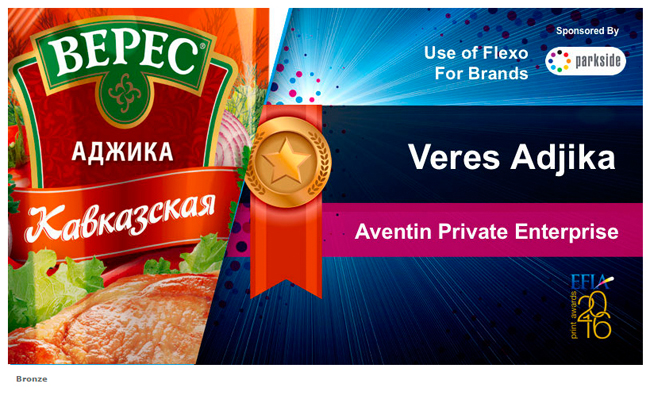 ВЕРЕС®
АДЖИКА
Кавказская
Sponsored By
parkside
Use of Flexo
For Brands
Veres Adjika
Aventin Private Enterprise
EFIA
print awards
2016
Bronze